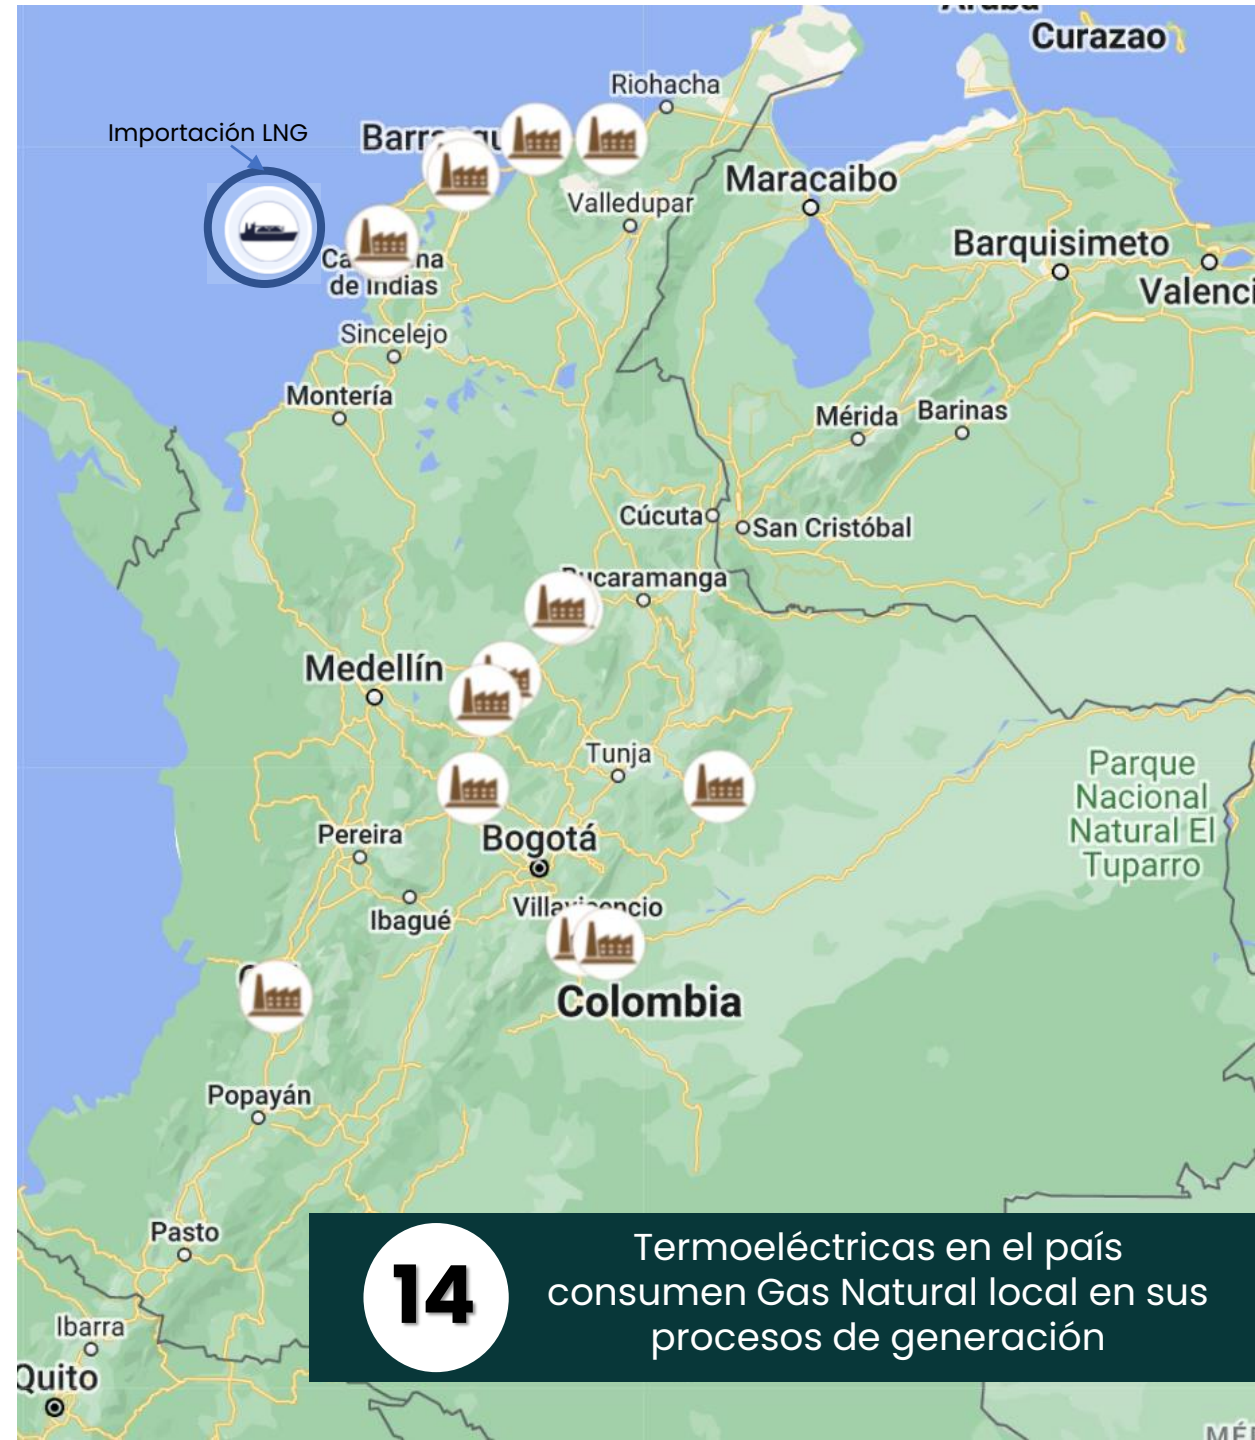 Curazao
Riohacha
Importación LNG
Maracaibo
Valledupar
Barquisimeto
de Indias
Sincelejo
Montería
Mérida
Barinas
Cúcuta
San Cristóbal
Medellín
Tunja
Parque
Nacional
Natural El
Tuparro
Pereira
Bogotá
Ibagué
Colombia
Popayán
Pasto
14
Termoeléctricas en el país
consumen Gas Natural local en sus
procesos de generación
Ibarra
Quito